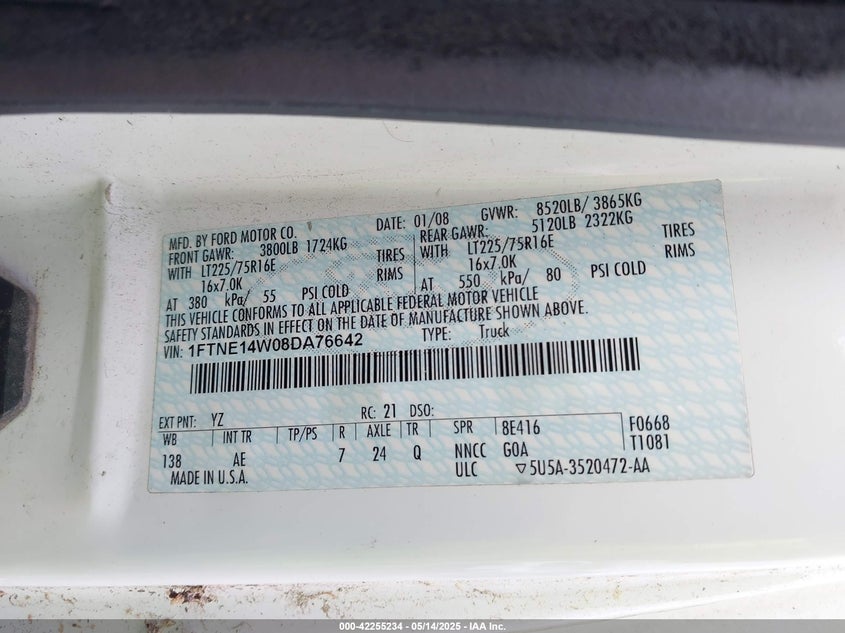 MFD. BY FORD MOTOR CO. DATE: 01/08 GVWR: 8520LB/ 3865KG
FRONT GAWR: 3800LB 1724KG REAR GAWR: 5120LB 2322KG
WITH LT225/75R16E TIRES WITH LT225/75R16E TIRES
16x7.0K RIMS 16x7.0K RIMS
AT 380 kPa/ 55 PSI COLD AT 550 kPa/ 80 PSI COLD
THIS VEHICLE CONFORMS TO ALL APPLICABLE FEDERAL MOTOR VEHICLE
SAFETY STANDARDS IN EFFECT ON THE DATE OF MANUFACTURE SHOWN ABOVE.
VIN: 1FTNE14W08DA76642 TYPE: Truck
EXT PNT: YZ RC: 21 DSO:
WB INT TR TP/PS R AXLE TR SPR 8E416 F0668
138 AE 7 24 Q NNCC GOA T1081
MADE IN U.S.A. ULC ▽5U5A-3520472-AA
000-42255234 - 05/14/2025 - IAA Inc.